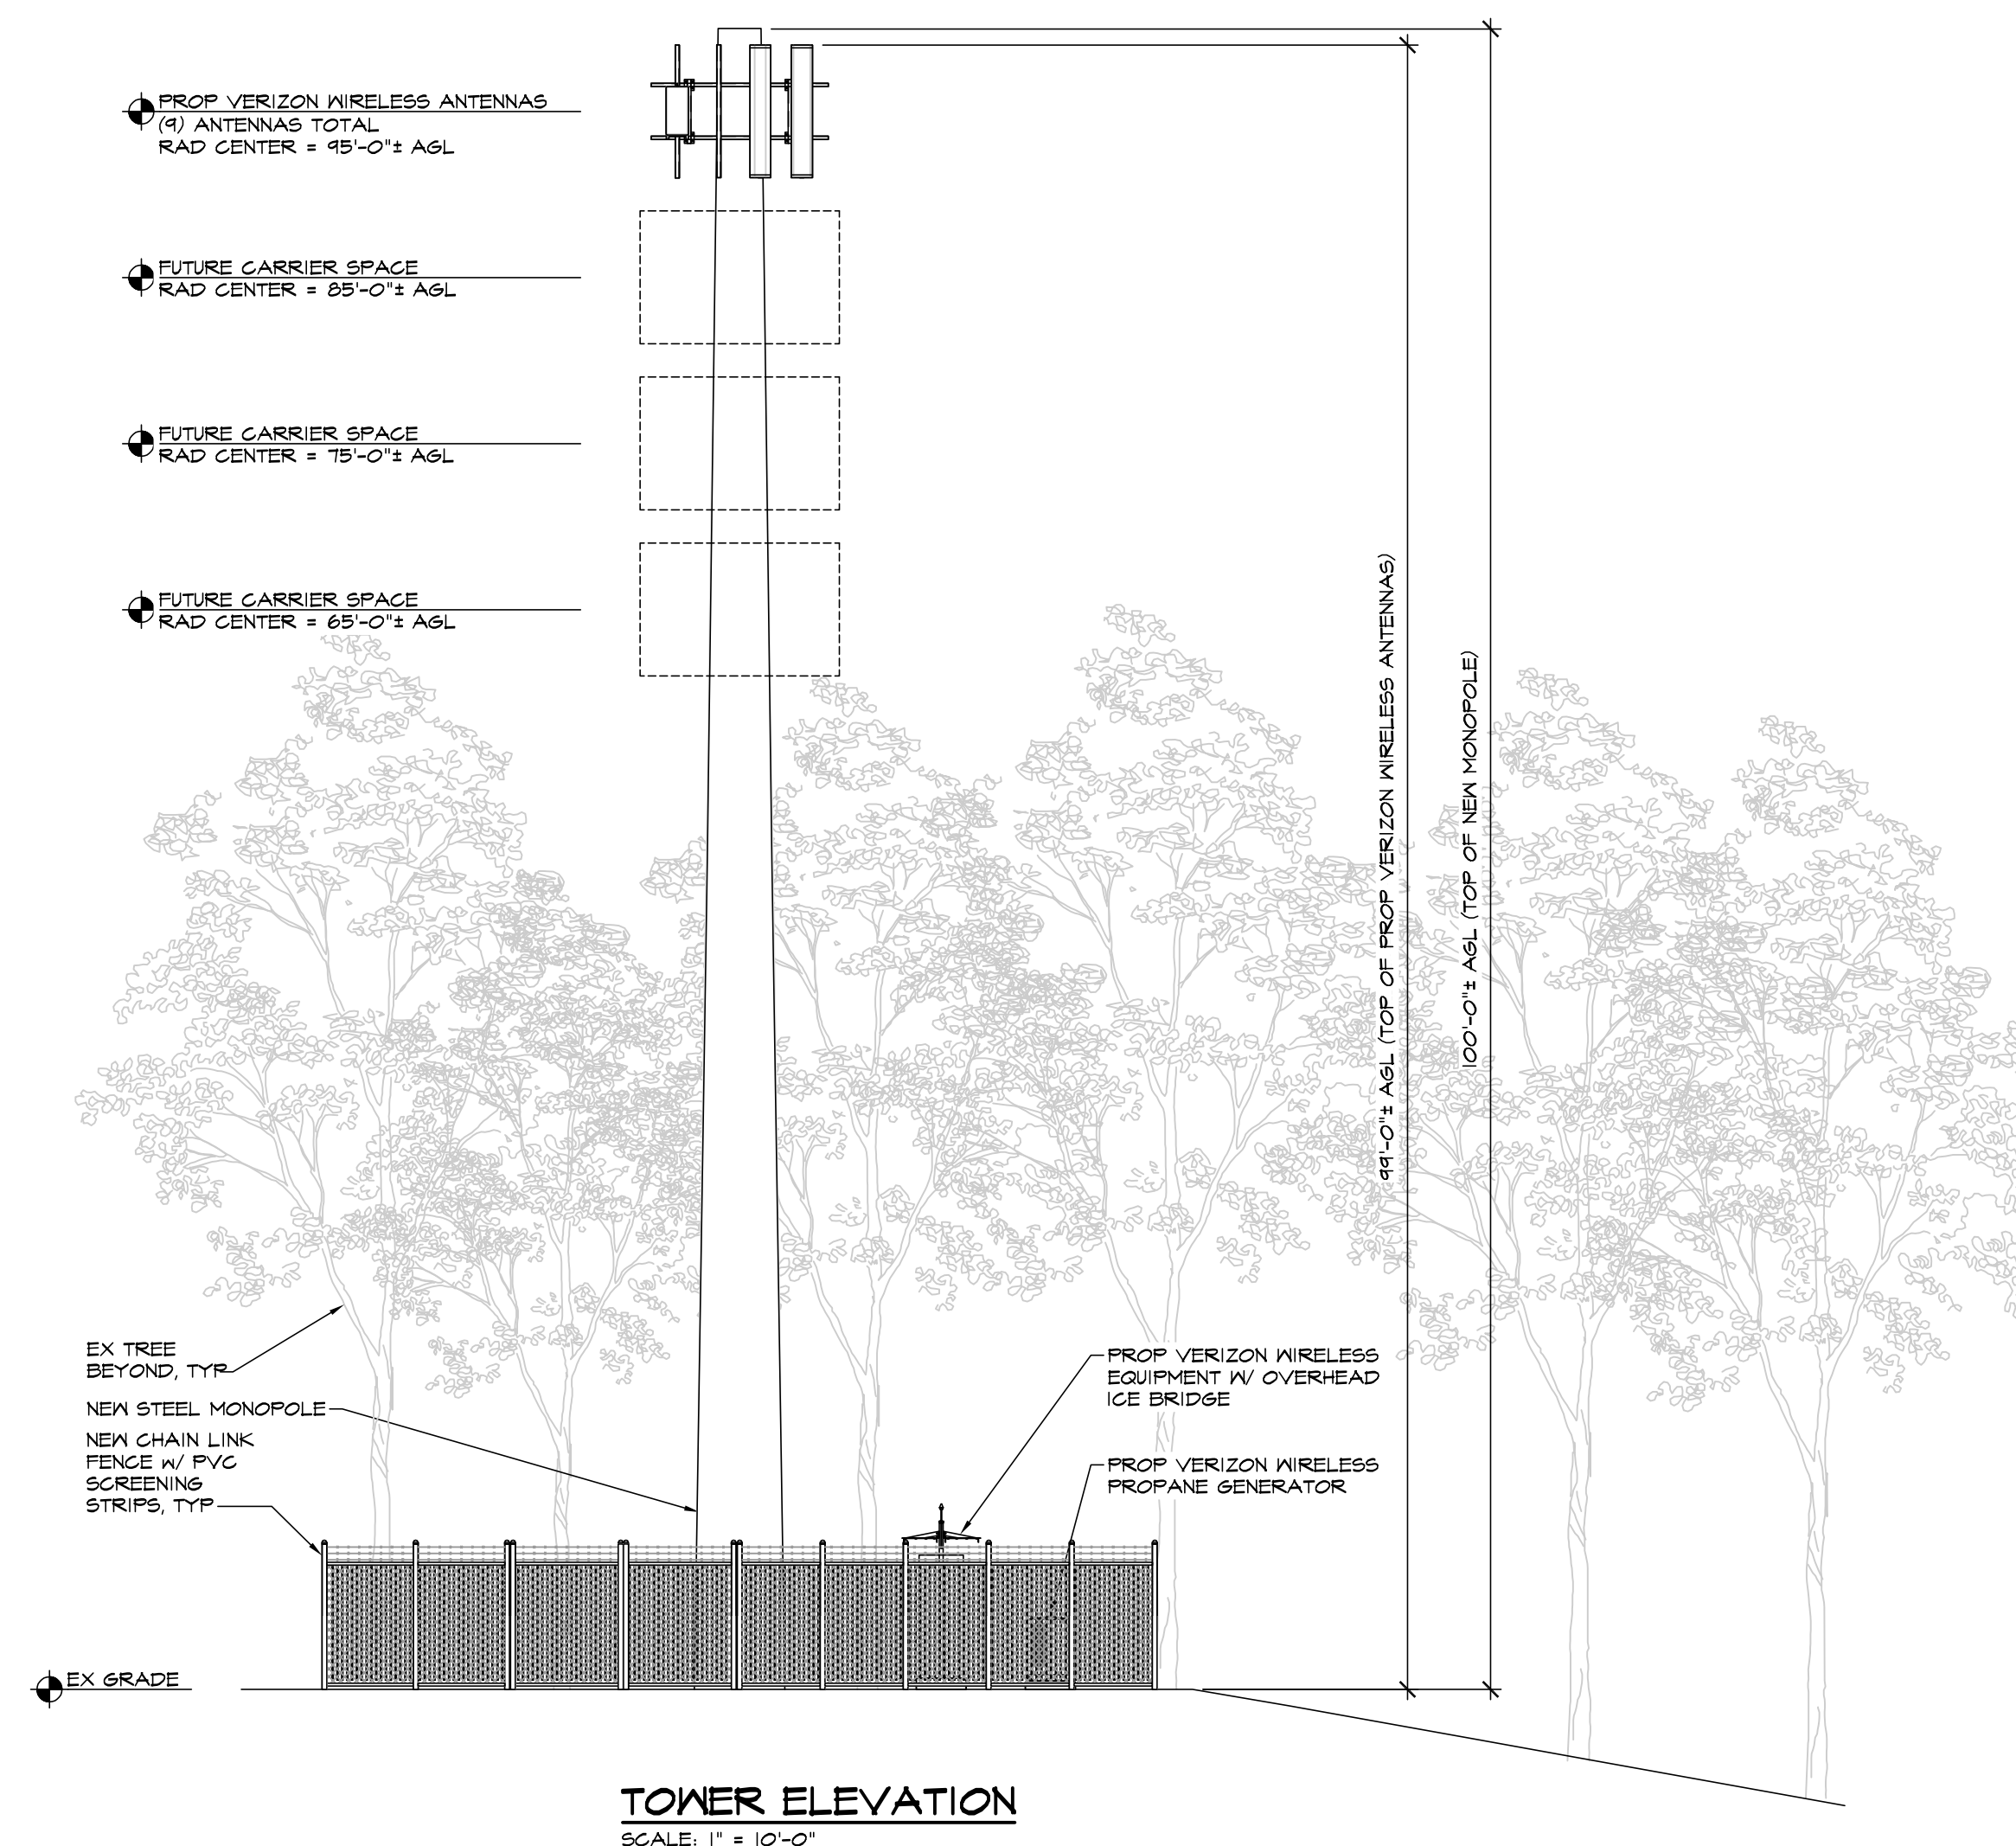 PROP VERIZON WIRELESS ANTENNAS
(9) ANTENNAS TOTAL
RAD CENTER = 95'-0"± AGL
FUTURE CARRIER SPACE
RAD CENTER = 85'-0"± AGL
FUTURE CARRIER SPACE
RAD CENTER = 75'-0"± AGL
FUTURE CARRIER SPACE
RAD CENTER = 65'-0"± AGL
99'-0"± AGL (TOP OF PROP VERIZON WIRELESS ANTENNAS)
100'-0"± AGL (TOP OF NEW MONOPOLE)
EX TREE
BEYOND, TYP
NEW STEEL MONOPOLE
NEW CHAIN LINK
FENCE W/ PVC
SCREENING
STRIPS, TYP
PROP VERIZON WIRELESS
EQUIPMENT W/ OVERHEAD
ICE BRIDGE
PROP VERIZON WIRELESS
PROPANE GENERATOR
EX GRADE
TOWER ELEVATION
SCALE: 1" = 10'-0"